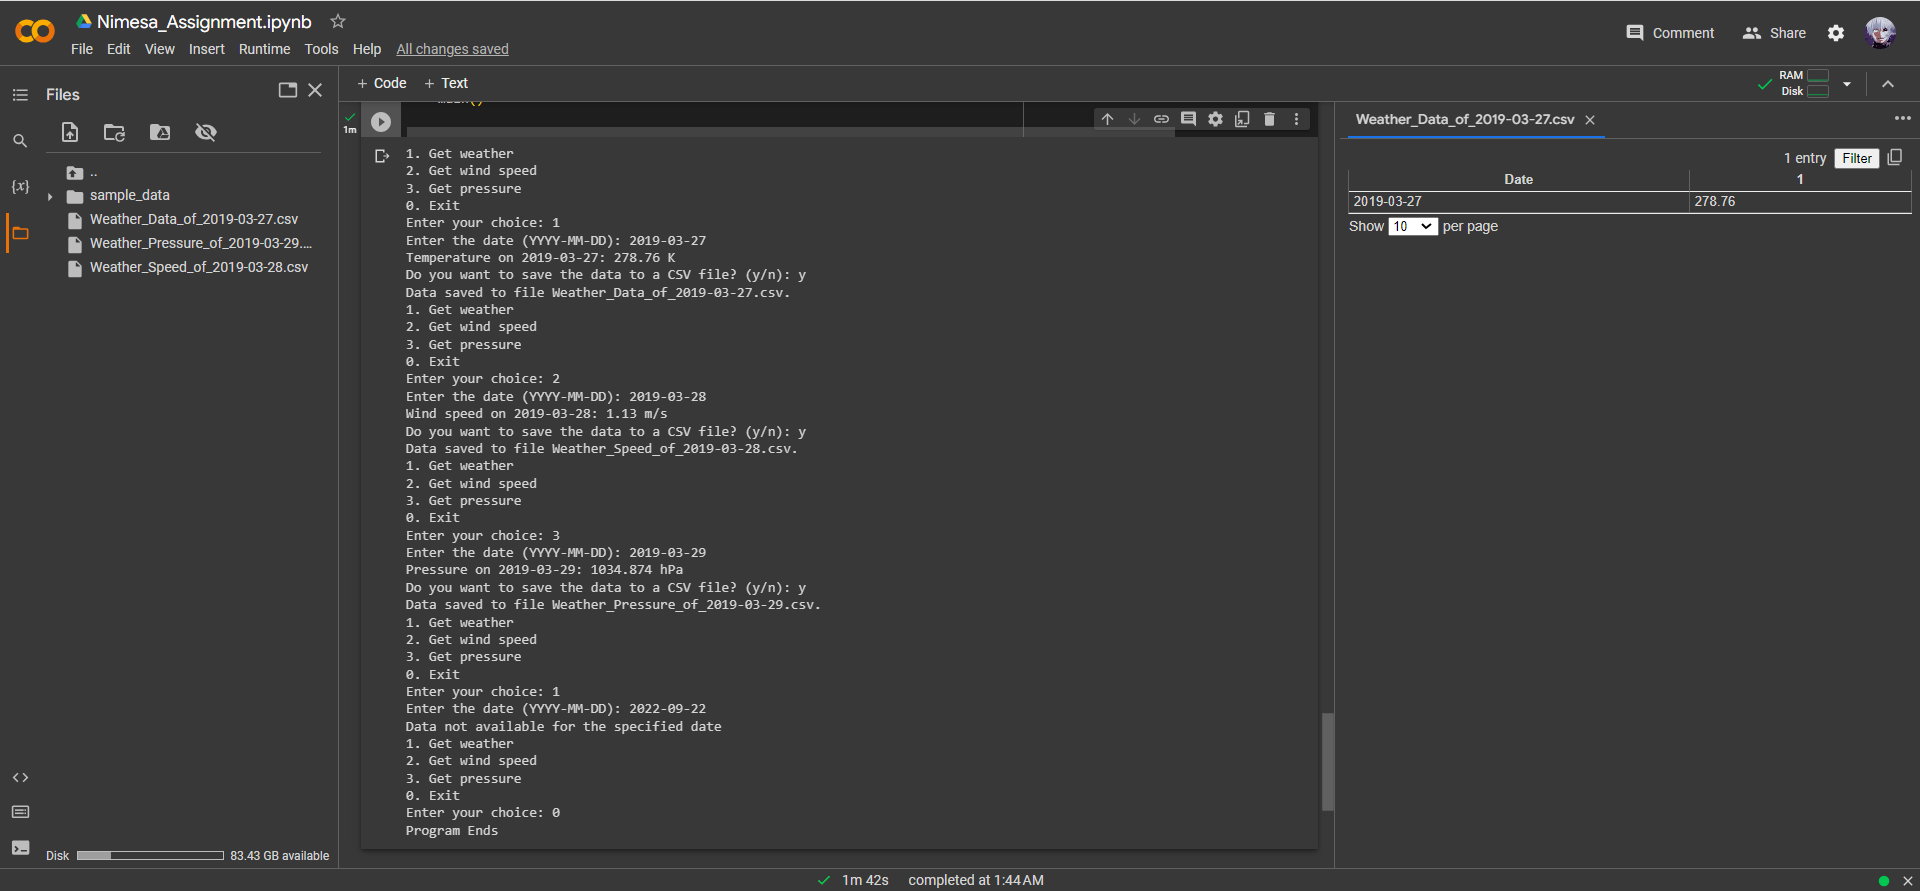 Nimesa_Assignment.ipynb
File Edit View Insert Runtime Tools Help All changes saved
Comment Share
Files
+ Code + Text
RAM
Disk
{x}
..
sample_data
Weather_Data_of_2019-03-27.csv
Weather_Pressure_of_2019-03-29....
Weather_Speed_of_2019-03-28.csv
Disk 83.43 GB available
1m
1. Get weather
2. Get wind speed
3. Get pressure
0. Exit
Enter your choice: 1
Enter the date (YYYY-MM-DD): 2019-03-27
Temperature on 2019-03-27: 278.76 K
Do you want to save the data to a CSV file? (y/n): y
Data saved to file Weather_Data_of_2019-03-27.csv.
1. Get weather
2. Get wind speed
3. Get pressure
0. Exit
Enter your choice: 2
Enter the date (YYYY-MM-DD): 2019-03-28
Wind speed on 2019-03-28: 1.13 m/s
Do you want to save the data to a CSV file? (y/n): y
Data saved to file Weather_Speed_of_2019-03-28.csv.
1. Get weather
2. Get wind speed
3. Get pressure
0. Exit
Enter your choice: 3
Enter the date (YYYY-MM-DD): 2019-03-29
Pressure on 2019-03-29: 1034.874 hPa
Do you want to save the data to a CSV file? (y/n): y
Data saved to file Weather_Pressure_of_2019-03-29.csv.
1. Get weather
2. Get wind speed
3. Get pressure
0. Exit
Enter your choice: 1
Enter the date (YYYY-MM-DD): 2022-09-22
Data not available for the specified date
1. Get weather
2. Get wind speed
3. Get pressure
0. Exit
Enter your choice: 0
Program Ends
Weather_Data_of_2019-03-27.csv
1 entry Filter
Date 1
2019-03-27 278.76
Show 10 per page
1m 42s completed at 1:44 AM